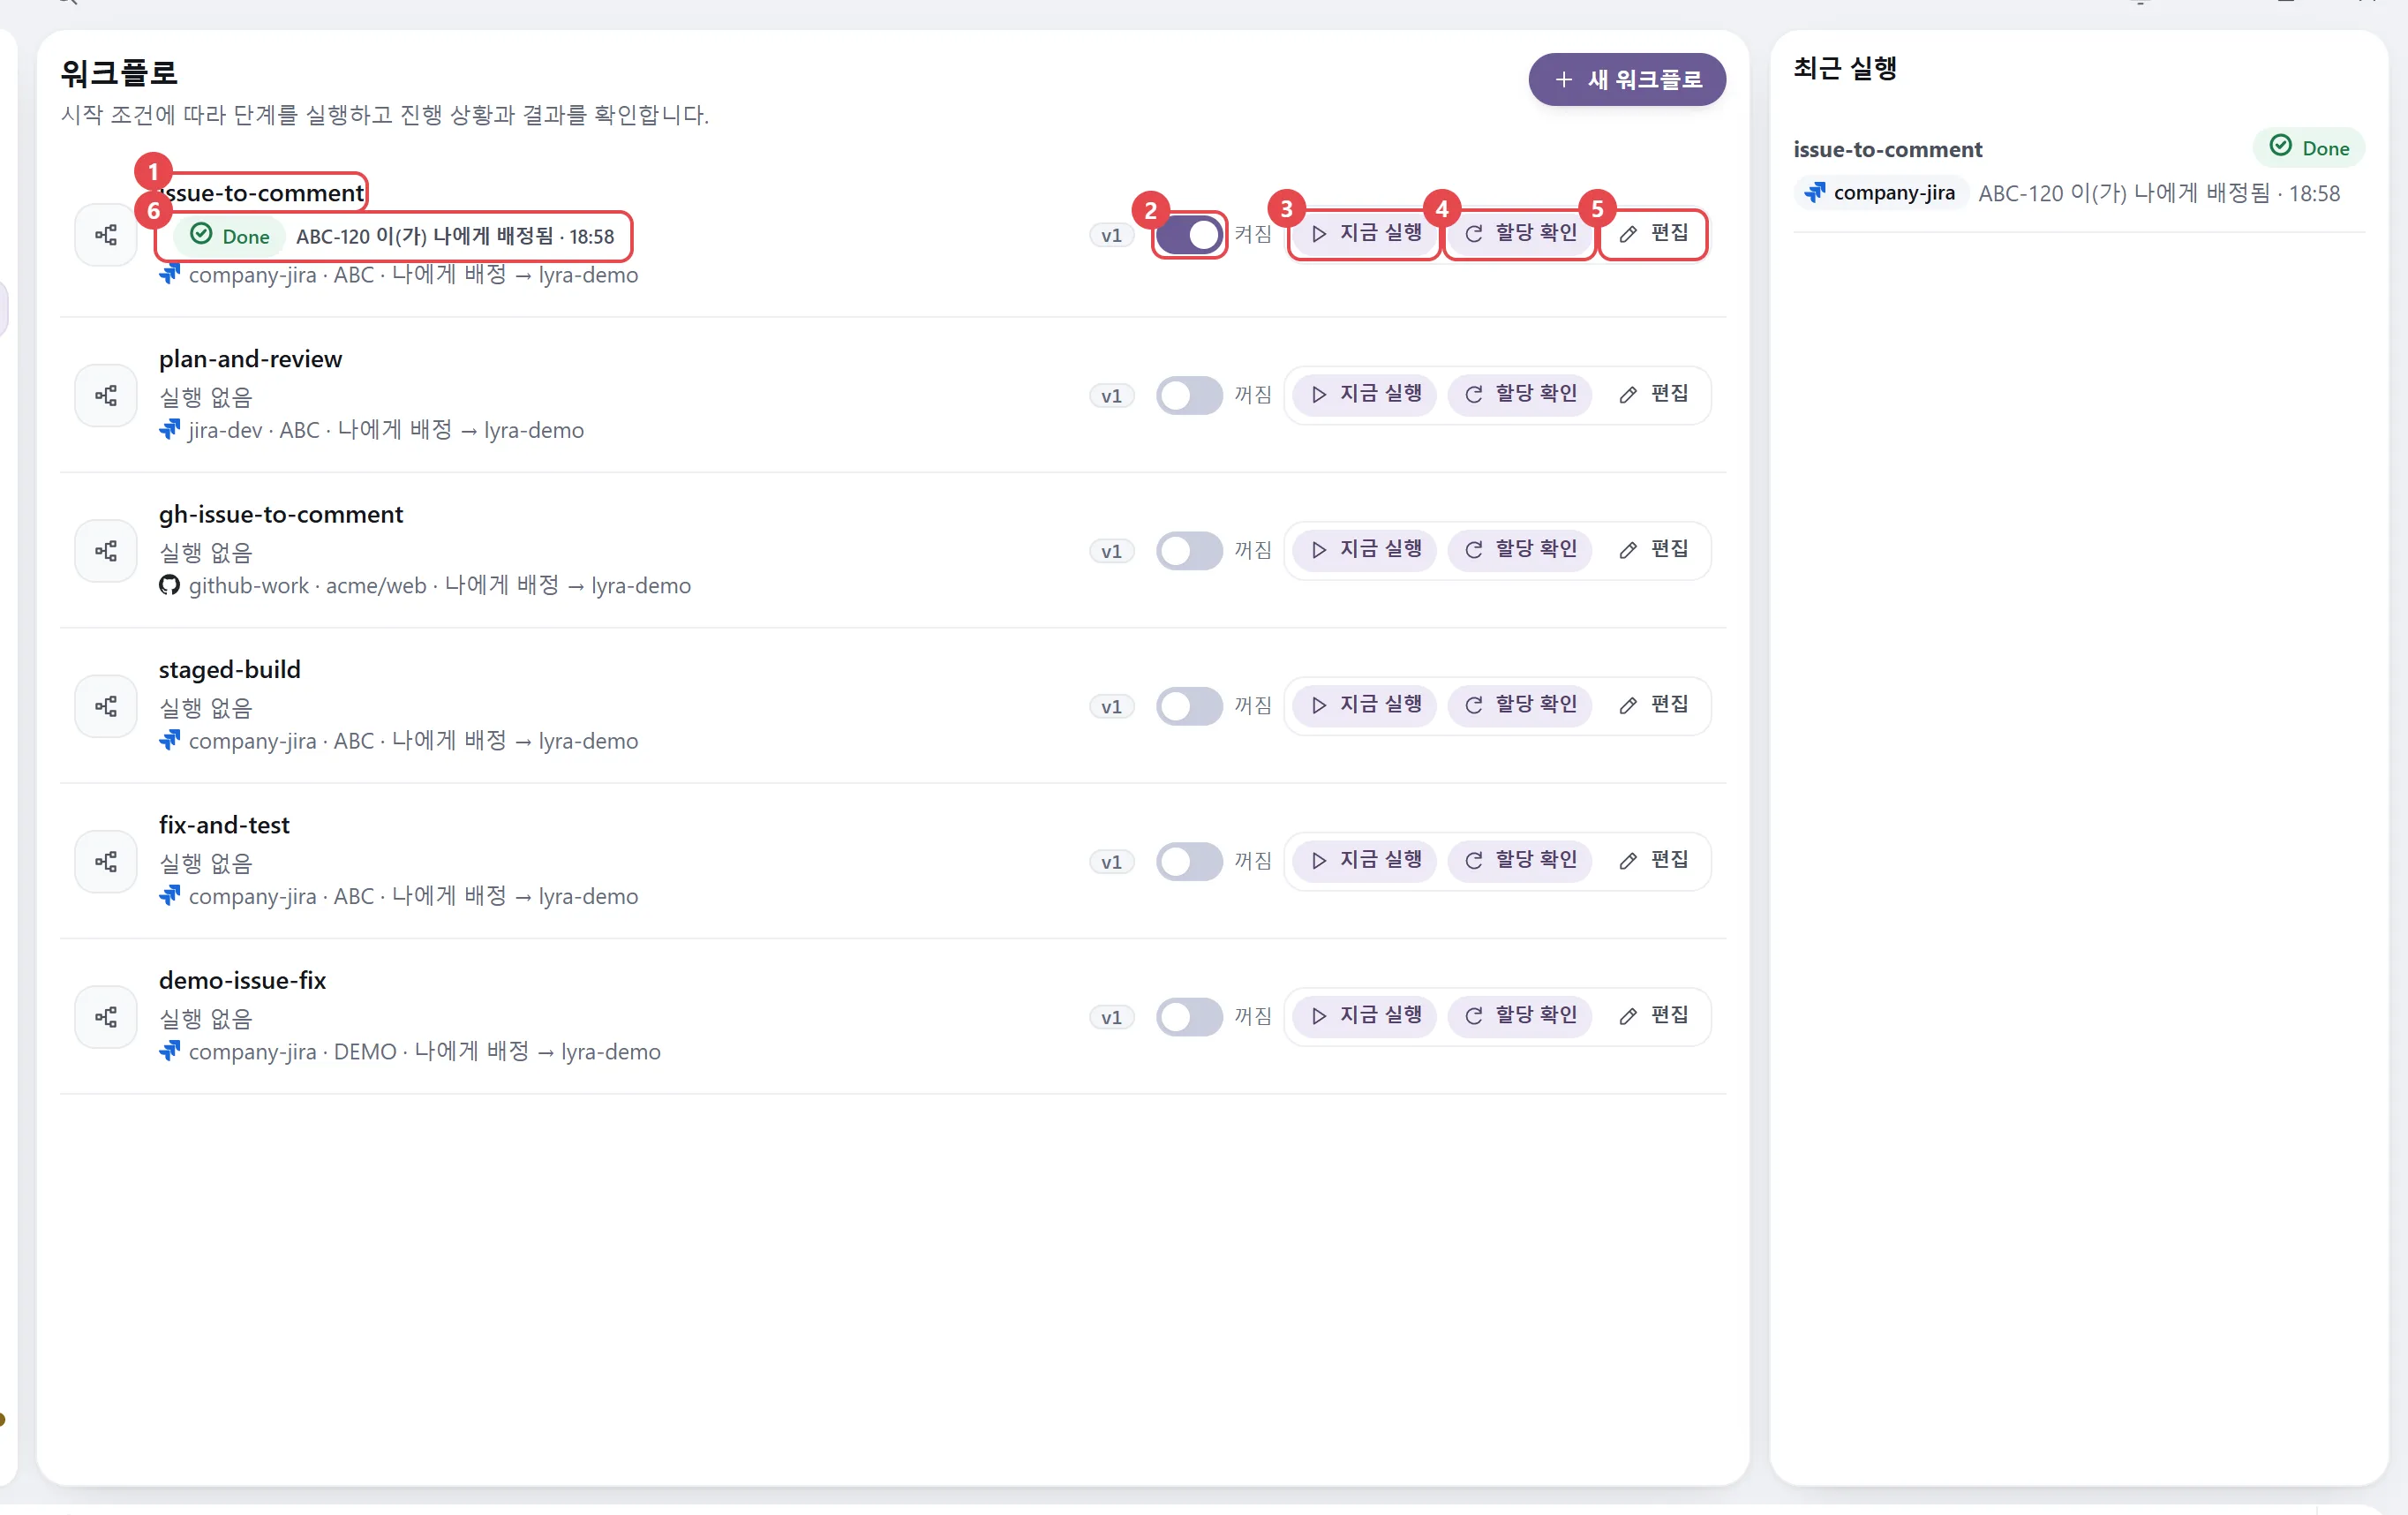 워크플로
시작 조건에 따라 단계를 실행하고 진행 상황과 결과를 확인합니다.
+ 새 워크플로
1
issue-to-comment
6
Done ABC-120 이(가) 나에게 배정됨 · 18:58
company-jira · ABC · 나에게 배정 → lyra-demo
v1
2
켜짐
3
지금 실행
4
할당 확인
5
편집
plan-and-review
실행 없음
jira-dev · ABC · 나에게 배정 → lyra-demo
v1 꺼짐 지금 실행 할당 확인 편집
gh-issue-to-comment
실행 없음
github-work · acme/web · 나에게 배정 → lyra-demo
v1 꺼짐 지금 실행 할당 확인 편집
staged-build
실행 없음
company-jira · ABC · 나에게 배정 → lyra-demo
v1 꺼짐 지금 실행 할당 확인 편집
fix-and-test
실행 없음
company-jira · ABC · 나에게 배정 → lyra-demo
v1 꺼짐 지금 실행 할당 확인 편집
demo-issue-fix
실행 없음
company-jira · DEMO · 나에게 배정 → lyra-demo
v1 꺼짐 지금 실행 할당 확인 편집
최근 실행
issue-to-comment Done
company-jira ABC-120 이(가) 나에게 배정됨 · 18:58